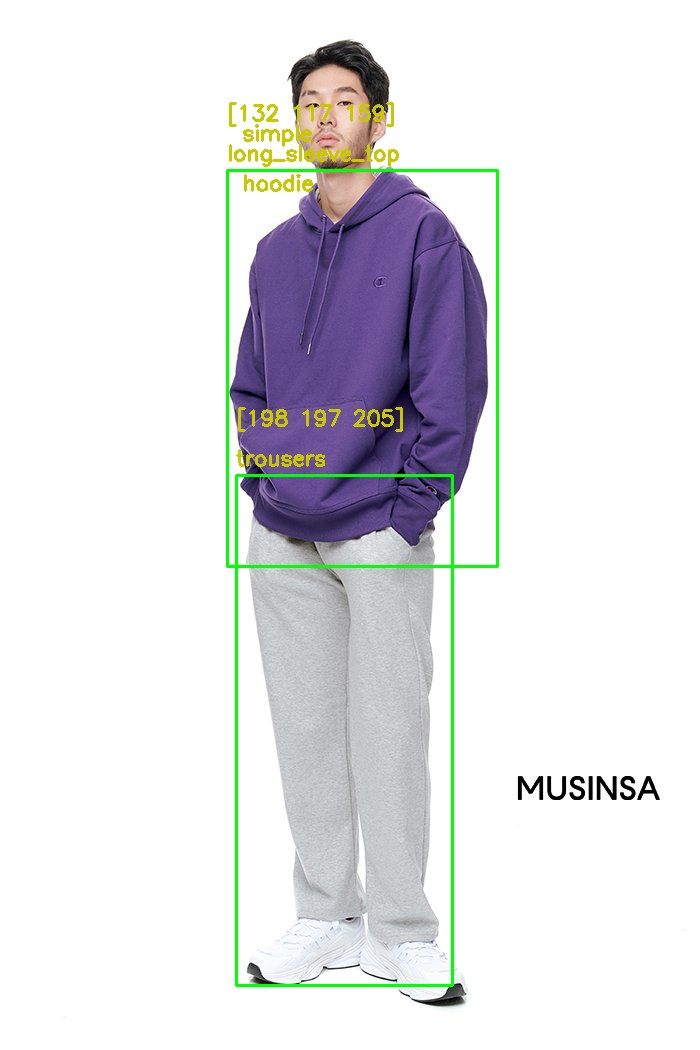 [132 117 159]
simple
long_sleeve_top
hoodie
[198 197 205]
trousers
MUSINSA